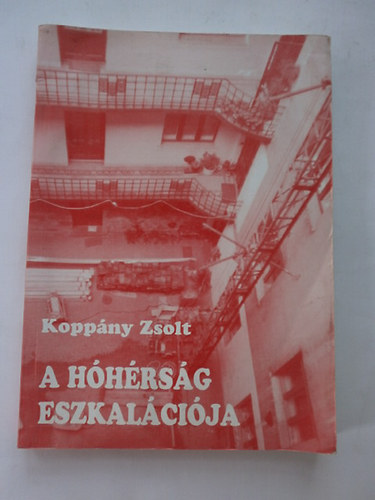 Koppány Zsolt
A HÓHÉRSÁG
ESZKALÁCIÓJA